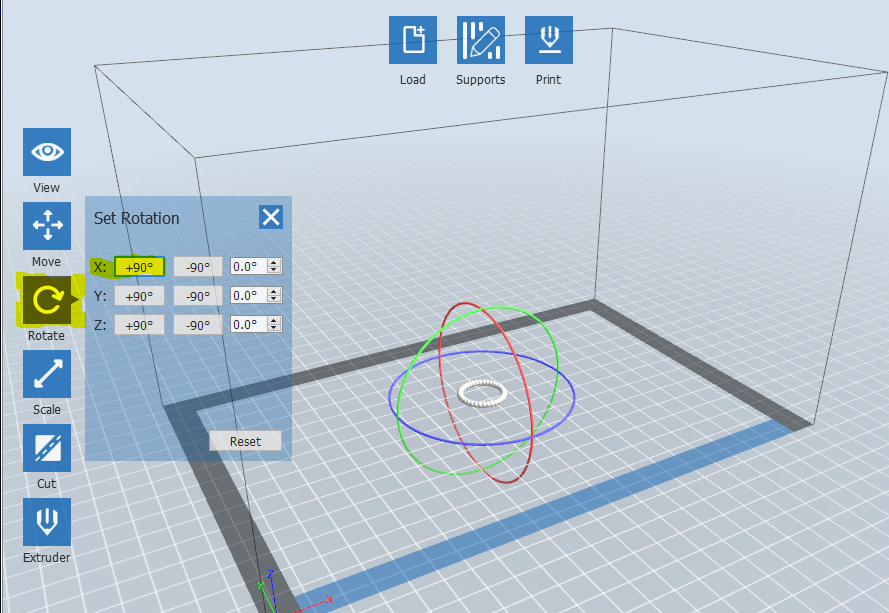 Load
Supports
Print
View
Move
Rotate
Scale
Cut
Extruder
Set Rotation
X: +90° -90° 0.0°
Y: +90° -90° 0.0°
Z: +90° -90° 0.0°
Reset
Z
Y
X